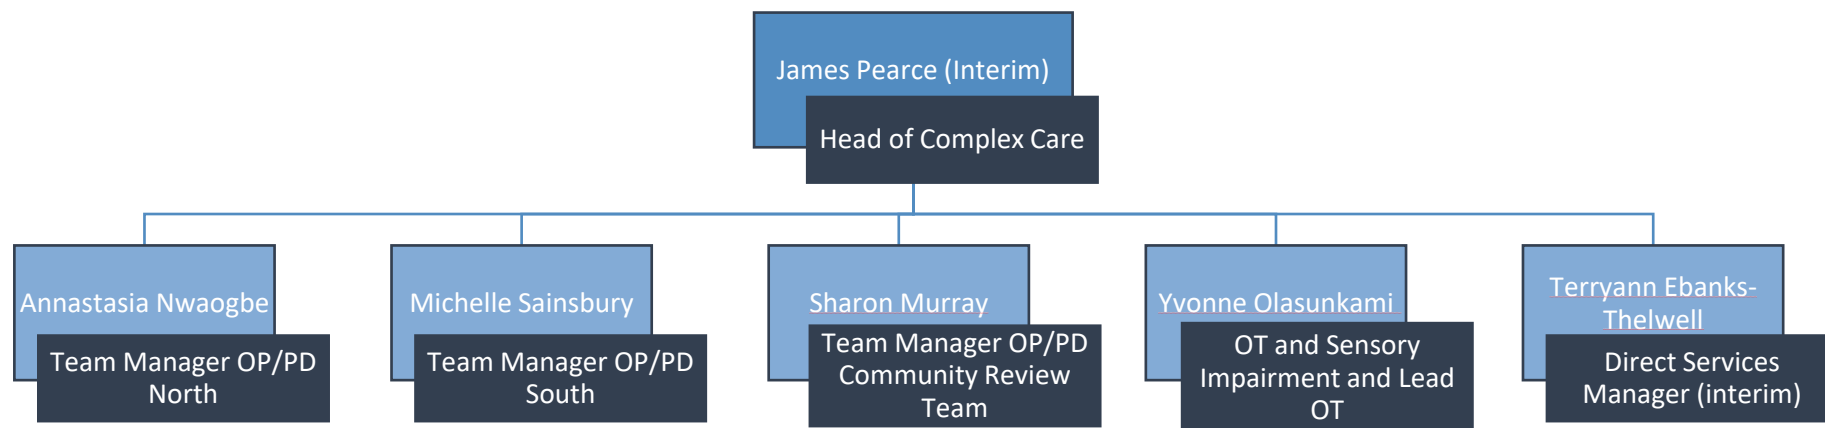 James Pearce (Interim)
Head of Complex Care
Annastasia Nwaogbe
Team Manager OP/PD
North
Michelle Sainsbury
Team Manager OP/PD
South
Sharon Murray
Team Manager OP/PD
Community Review
Team
Yvonne Olasunkami
OT and Sensory
Impairment and Lead
OT
Terryann Ebanks-
Thelwell
Direct Services
Manager (interim)